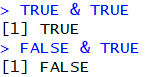 > TRUE & TRUE
[1] TRUE
> FALSE & TRUE
[1] FALSE